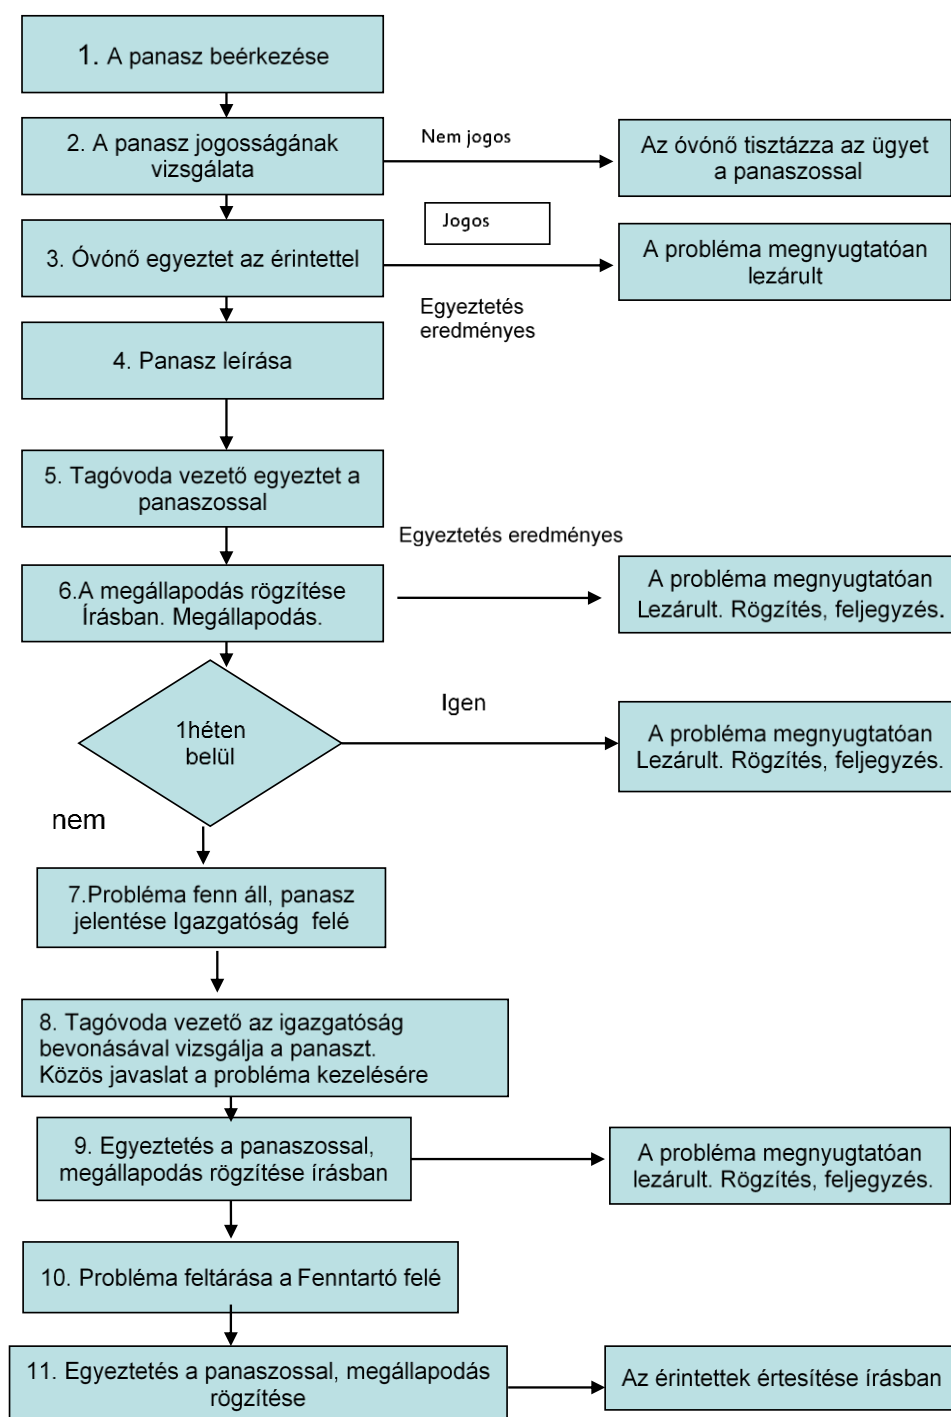 1. A panasz beérkezése
2. A panasz jogosságának
vizsgálata
Nem jogos
Az óvónő tisztázza az ügyet
a panaszossal
Jogos
3. Óvónő egyeztet az érintettel
A probléma megnyugtatóan
lezárult
Egyeztetés
eredményes
4. Panasz leírása
5. Tagóvoda vezető egyeztet a
panaszossal
Egyeztetés eredményes
6.A megállapodás rögzítése
Írásban. Megállapodás.
A probléma megnyugtatóan
Lezárult. Rögzítés, feljegyzés.
1héten
belül
Igen
A probléma megnyugtatóan
Lezárult. Rögzítés, feljegyzés.
nem
7.Probléma fenn áll, panasz
jelentése Igazgatóság felé
8. Tagóvoda vezető az igazgatóság
bevonásával vizsgálja a panaszt.
Közös javaslat a probléma kezelésére
9. Egyeztetés a panaszossal,
megállapodás rögzítése írásban
A probléma megnyugtatóan
lezárult. Rögzítés, feljegyzés.
10. Probléma feltárása a Fenntartó felé
11. Egyeztetés a panaszossal, megállapodás
rögzítése
Az érintettek értesítése írásban